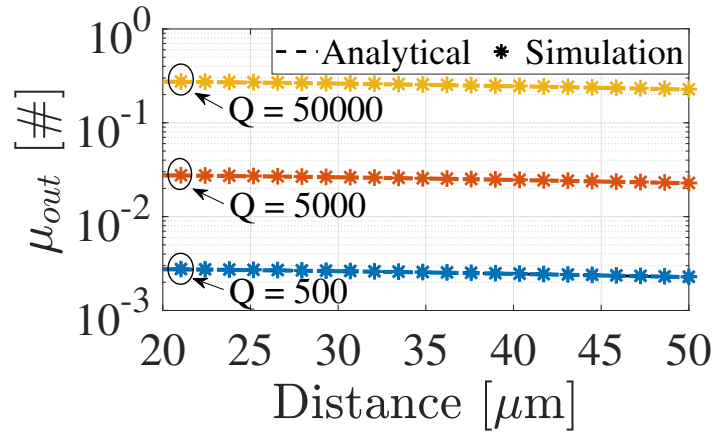 10^0
-- Analytical * Simulation
Q = 50000
10^-1
μ_out [#]
Q = 5000
10^-2
Q = 500
10^-3
20 25 30 35 40 45 50
Distance [μm]